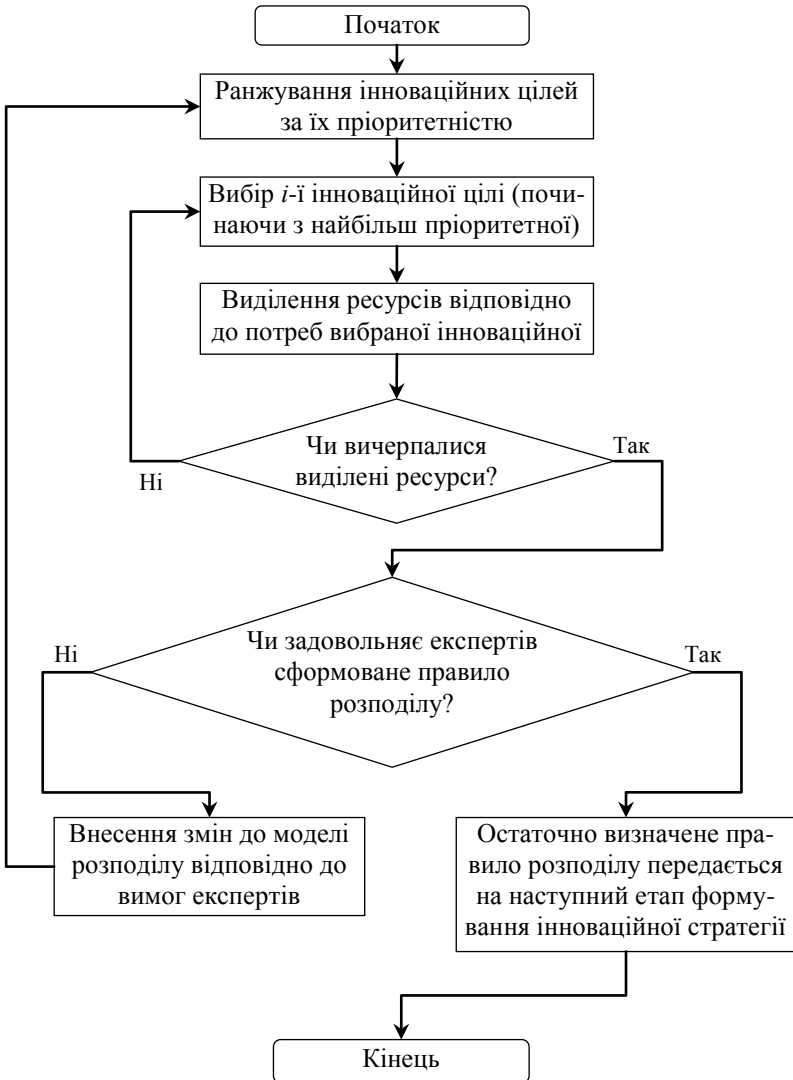 Початок
Ранжування інноваційних цілей
за їх пріоритетністю
Вибір i-ї інноваційної цілі (почи-
наючи з найбільш пріоритетної)
Виділення ресурсів відповідно
до потреб вибраної інноваційної
Чи вичерпалися
виділені ресурси?
Ні
Так
Чи задовольняє експертів
сформоване правило
розподілу?
Ні
Так
Внесення змін до моделі
розподілу відповідно до
вимог експертів
Остаточно визначене пра-
вило розподілу передається
на наступний етап форму-
вання інноваційної стратегії
Кінець